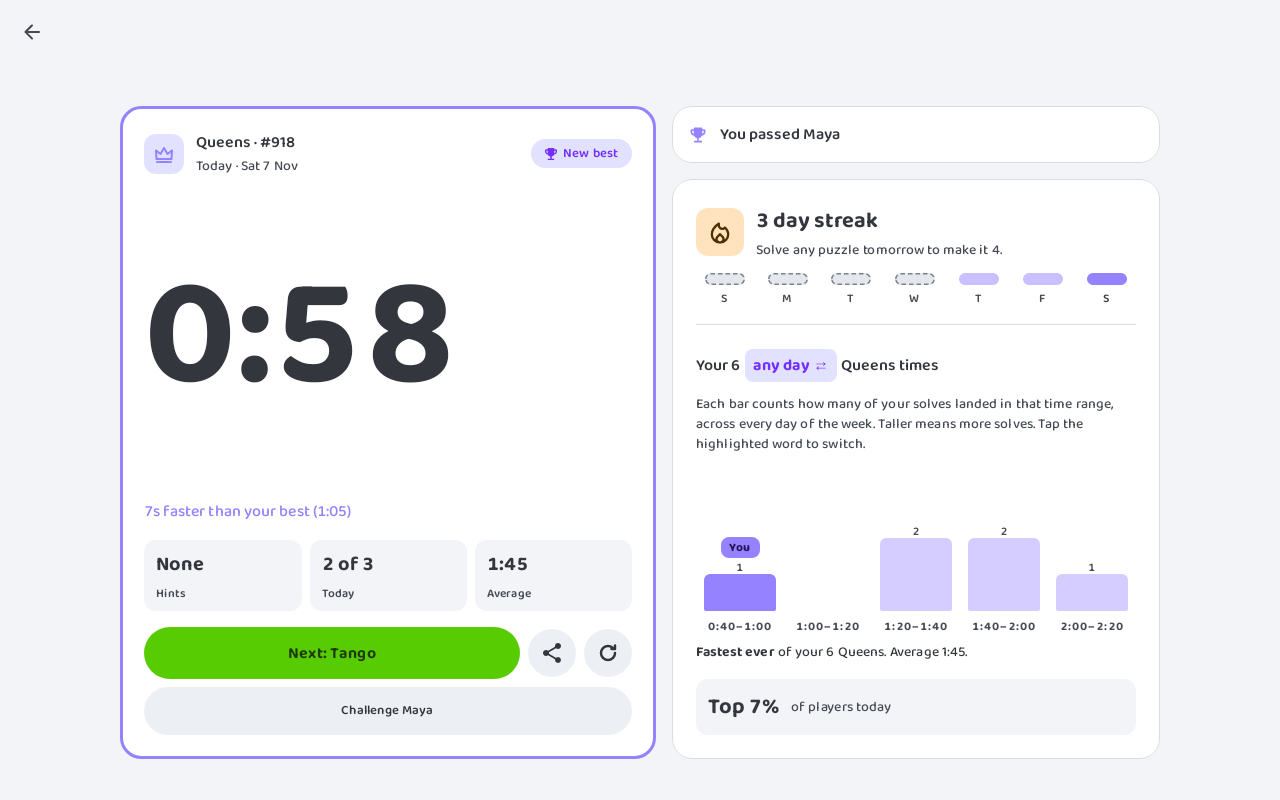 Queens · #918
Today · Sat 7 Nov
New best
0:58
7s faster than your best (1:05)
None
Hints
2 of 3
Today
1:45
Average
Next: Tango
Challenge Maya
You passed Maya
3 day streak
Solve any puzzle tomorrow to make it 4.
S M T W T F S
Your 6 any day Queens times
Each bar counts how many of your solves landed in that time range,
across every day of the week. Taller means more solves. Tap the
highlighted word to switch.
You
1 2 2 1
0:40–1:00 1:00–1:20 1:20–1:40 1:40–2:00 2:00–2:20
Fastest ever of your 6 Queens. Average 1:45.
Top 7% of players today